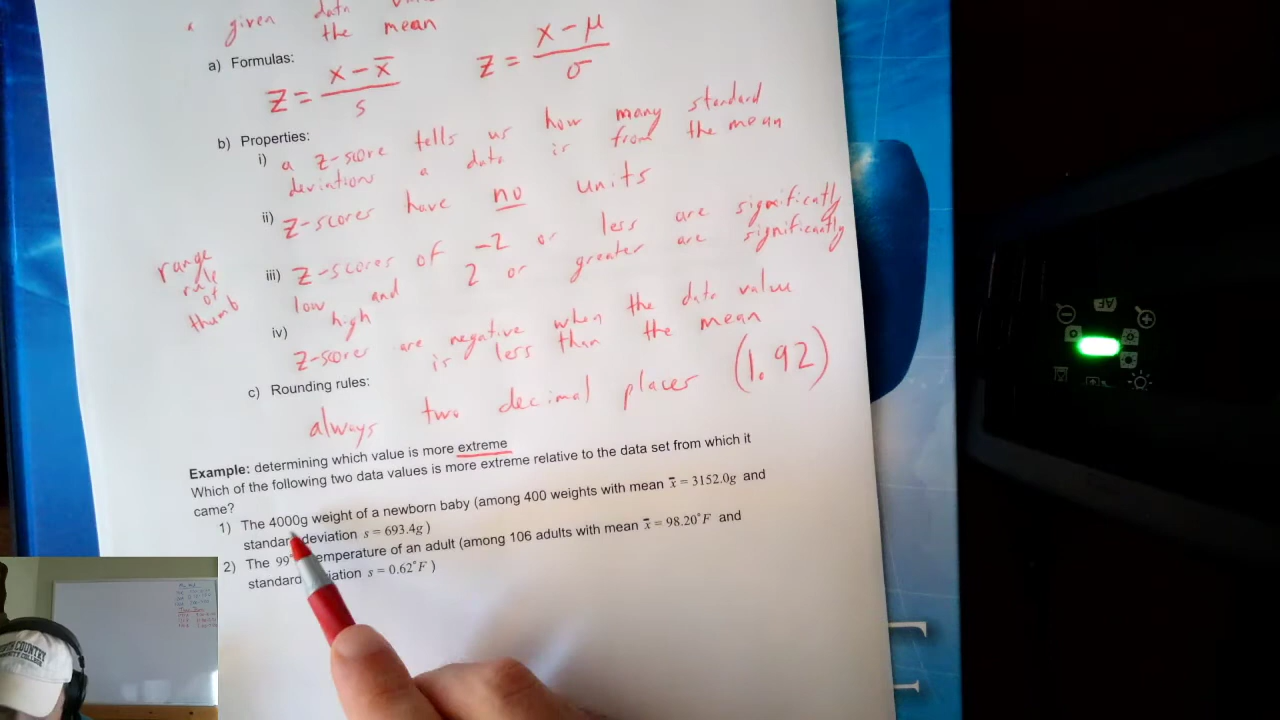 given data
the mean
a) Formulas:
z = (x - x̄)/s z = (x - μ)/σ
b) Properties:
i) a z-score tells us how many standard
deviations a data is from the mean
ii) z-scores have no units
iii) z-scores of -2 or less are significantly
low and 2 or greater are significantly
high
range
rule
of
thumb
iv) z-scores are negative when the data value
is less than the mean
c) Rounding rules:
always two decimal places (1.92)
Example: determining which value is more extreme
Which of the following two data values is more extreme relative to the data set from which it
came?
1) The 4000g weight of a newborn baby (among 400 weights with mean x̄ = 3152.0g and
standard deviation s = 693.4g )
2) The 99° temperature of an adult (among 106 adults with mean x̄ = 98.20°F and
standard deviation s = 0.62°F )
AF